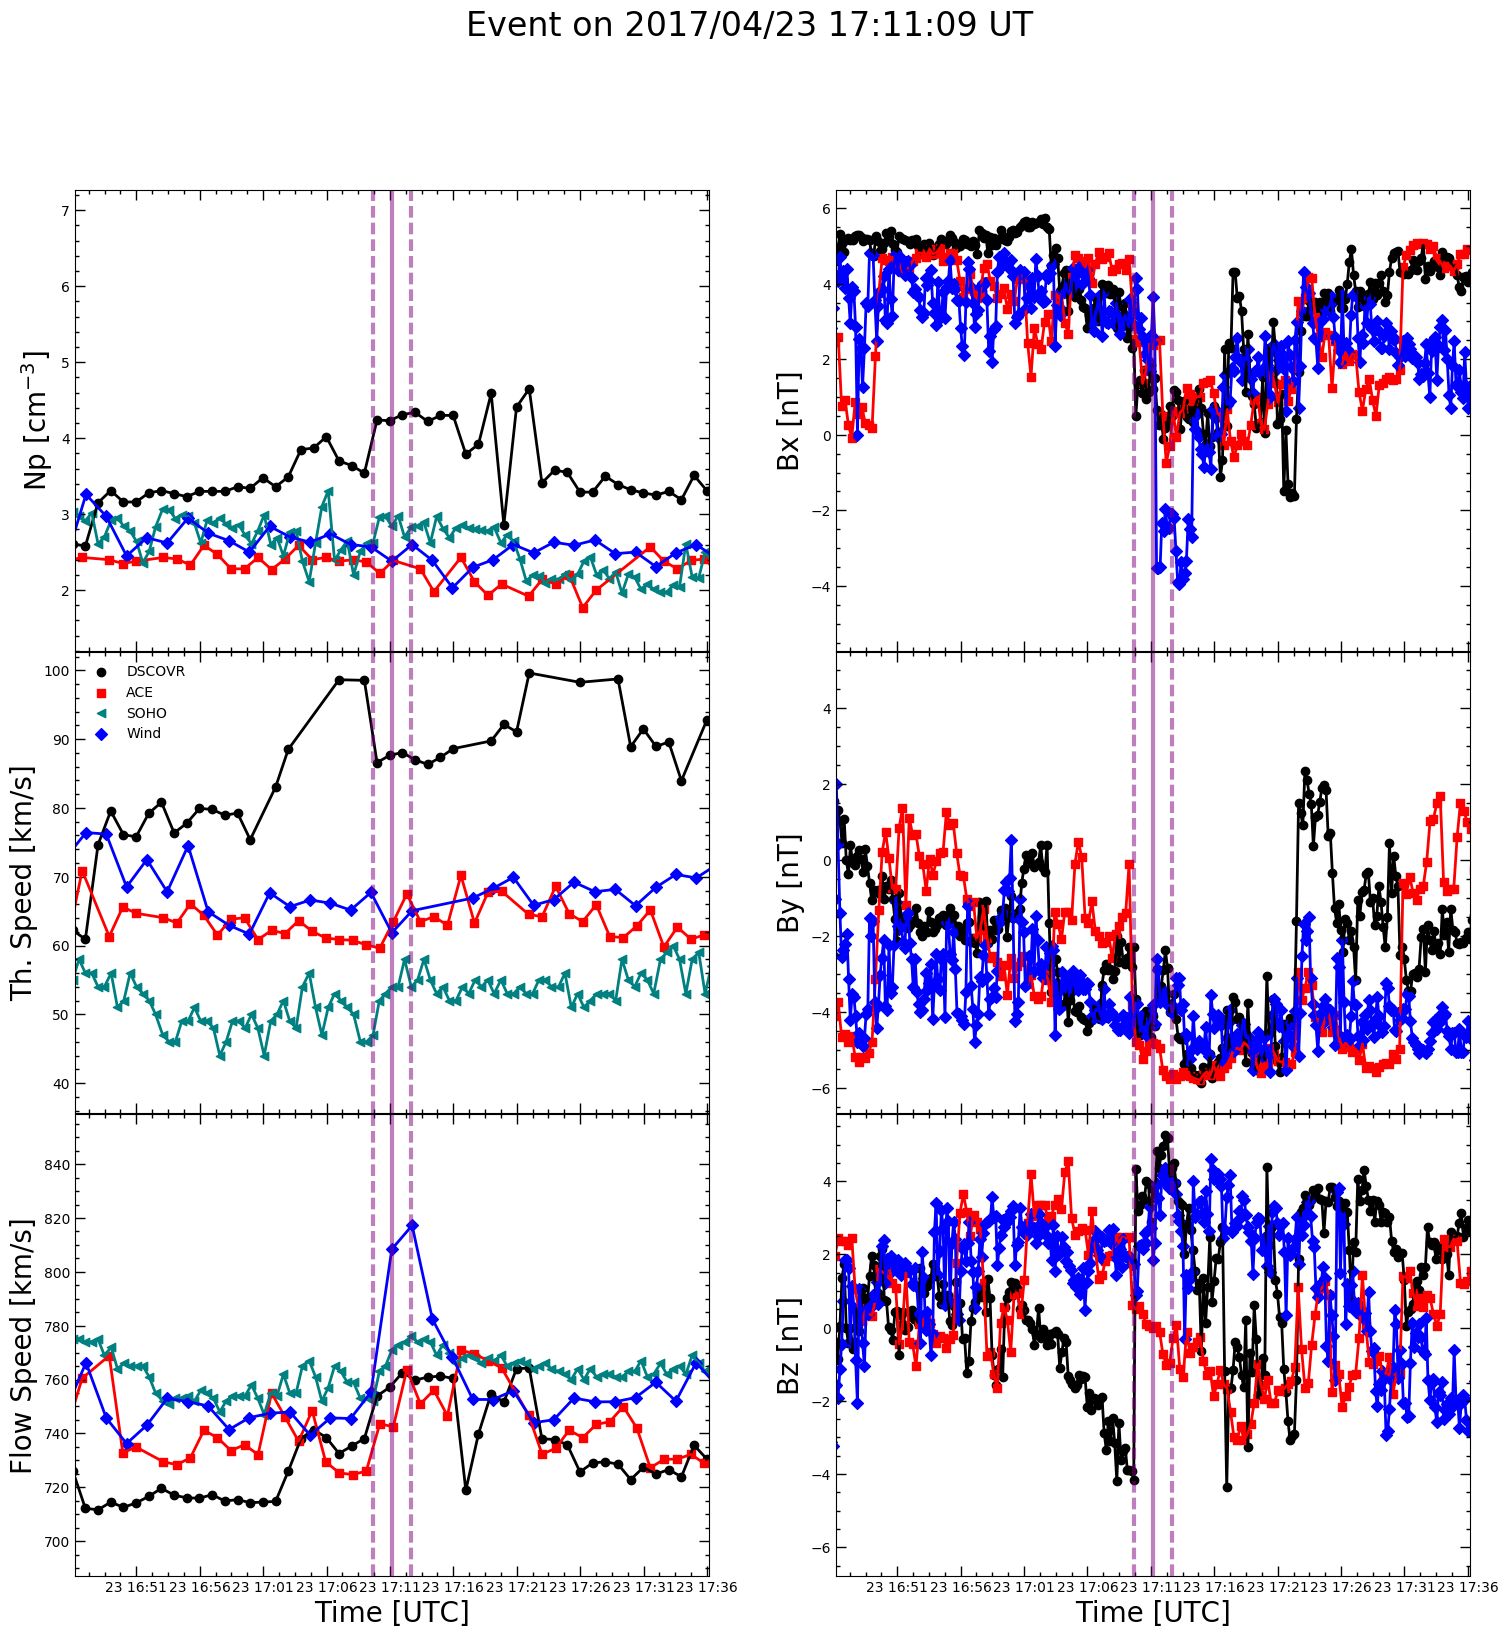 Event on 2017/04/23 17:11:09 UT
Np [cm⁻³]
7
6
5
4
3
2
Bx [nT]
6
4
2
0
−2
−4
Th. Speed [km/s]
100
90
80
70
60
50
40
DSCOVR
ACE
SOHO
Wind
By [nT]
4
2
0
−2
−4
−6
Flow Speed [km/s]
840
820
800
780
760
740
720
700
Bz [nT]
4
2
0
−2
−4
−6
23 16:51 23 16:56 23 17:01 23 17:06 23 17:11 23 17:16 23 17:21 23 17:26 23 17:31 23 17:36
Time [UTC]
23 16:51 23 16:56 23 17:01 23 17:06 23 17:11 23 17:16 23 17:21 23 17:26 23 17:31 23 17:36
Time [UTC]